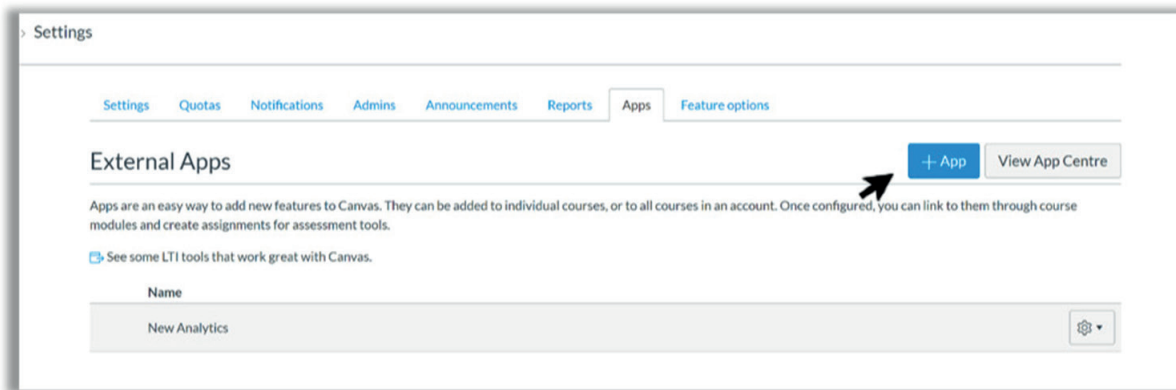 › Settings
Settings Quotas Notifications Admins Announcements Reports Apps Feature options
External Apps + App View App Centre
Apps are an easy way to add new features to Canvas. They can be added to individual courses, or to all courses in an account. Once configured, you can link to them through course
modules and create assignments for assessment tools.
See some LTI tools that work great with Canvas.
Name
New Analytics